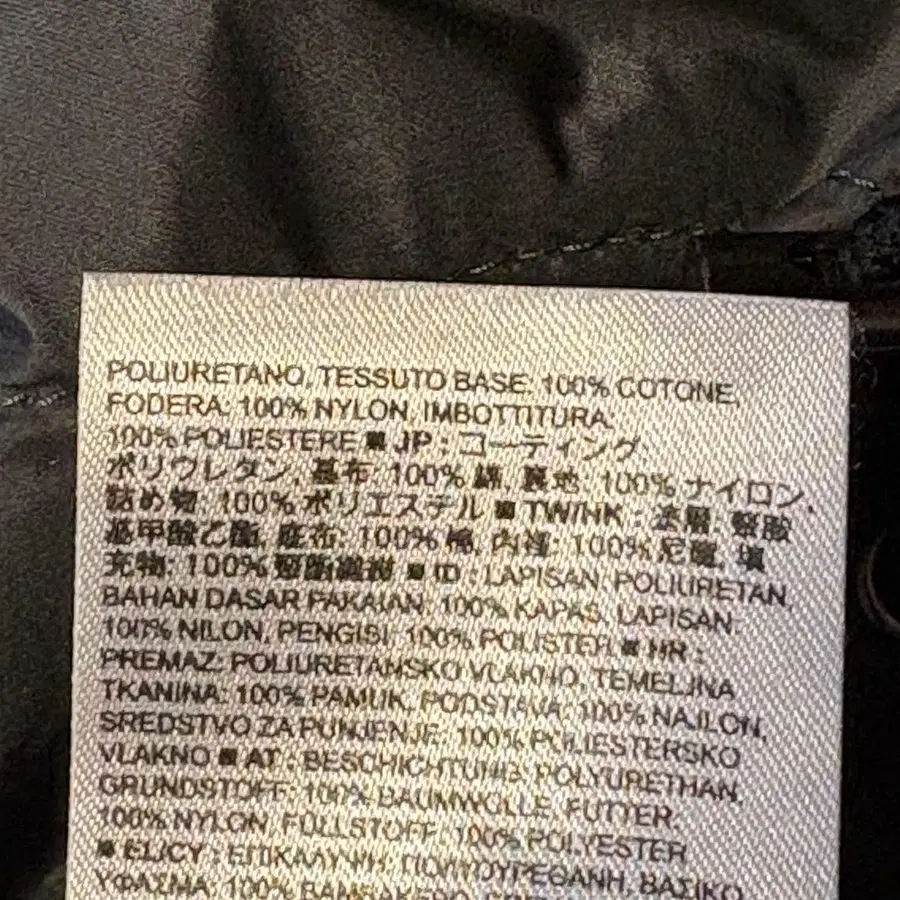 POLIURETANO, TESSUTO BASE: 100% COTONE,
FODERA: 100% NYLON, IMBOTTITURA:
100% POLIESTERE ■ JP : コーティング:
ポリウレタン, 基布: 100% 綿, 裏地: 100% ナイロン,
詰め物: 100% ポリエステル ■ TW/HK : 塗層: 聚酸
基甲酸乙酯, 底布: 100% 棉, 內裡: 100% 尼龍, 填
充物: 100% 聚酯纖維 ■ ID : LAPISAN: POLIURETAN,
BAHAN DASAR PAKAIAN: 100% KAPAS, LAPISAN:
100% NILON, PENGISI: 100% POLISTER ■ HR :
PREMAZ: POLIURETANSKO VLAKNO, TEMELJNA
TKANINA: 100% PAMUK, PODSTAVA: 100% NAJLON,
SREDSTVO ZA PUNJENJE: 100% POLIESTERSKO
VLAKNO ■ AT : BESCHICHTUNG: POLYURETHAN,
GRUNDSTOFF: 100% BAUMWOLLE, FUTTER:
100% NYLON, FÜLLSTOFF: 100% POLYESTER
■ EL/CY : ΕΠΙΚΑΛΥΨΗ: ΠΟΛΥΟΥΡΕΘΑΝΗ, ΒΑΣΙΚΟ
ΥΦΑΣΜΑ: 100% ΒΑΜΒΑΚΕΡΟ,